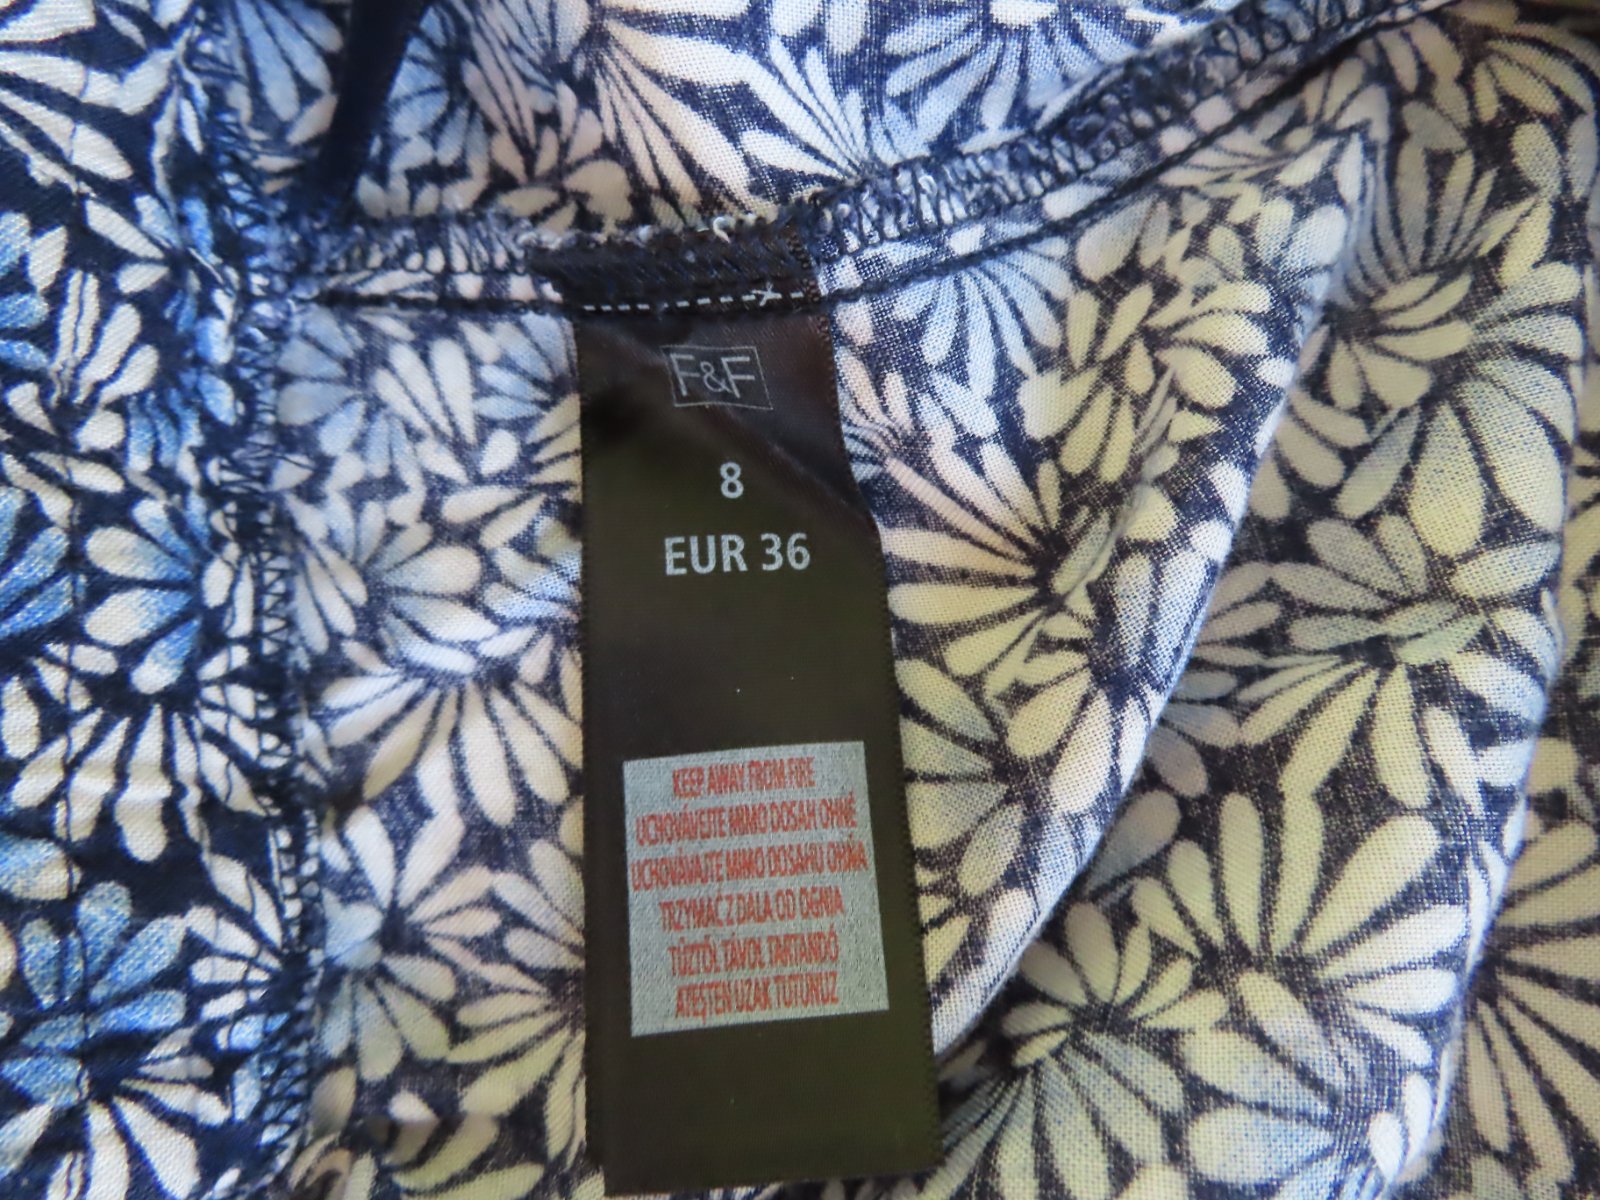 F&F
8
EUR 36
KEEP AWAY FROM FIRE
UCHOVÁVEJTE MIMO DOSAH OHNĚ
UCHOVÁVAJTE MIMO DOSAHU OHŇA
TRZYMAĆ Z DALA OD OGNIA
TŰZTŐL TÁVOL TARTANDÓ
ATEŞTEN UZAK TUTUNUZ